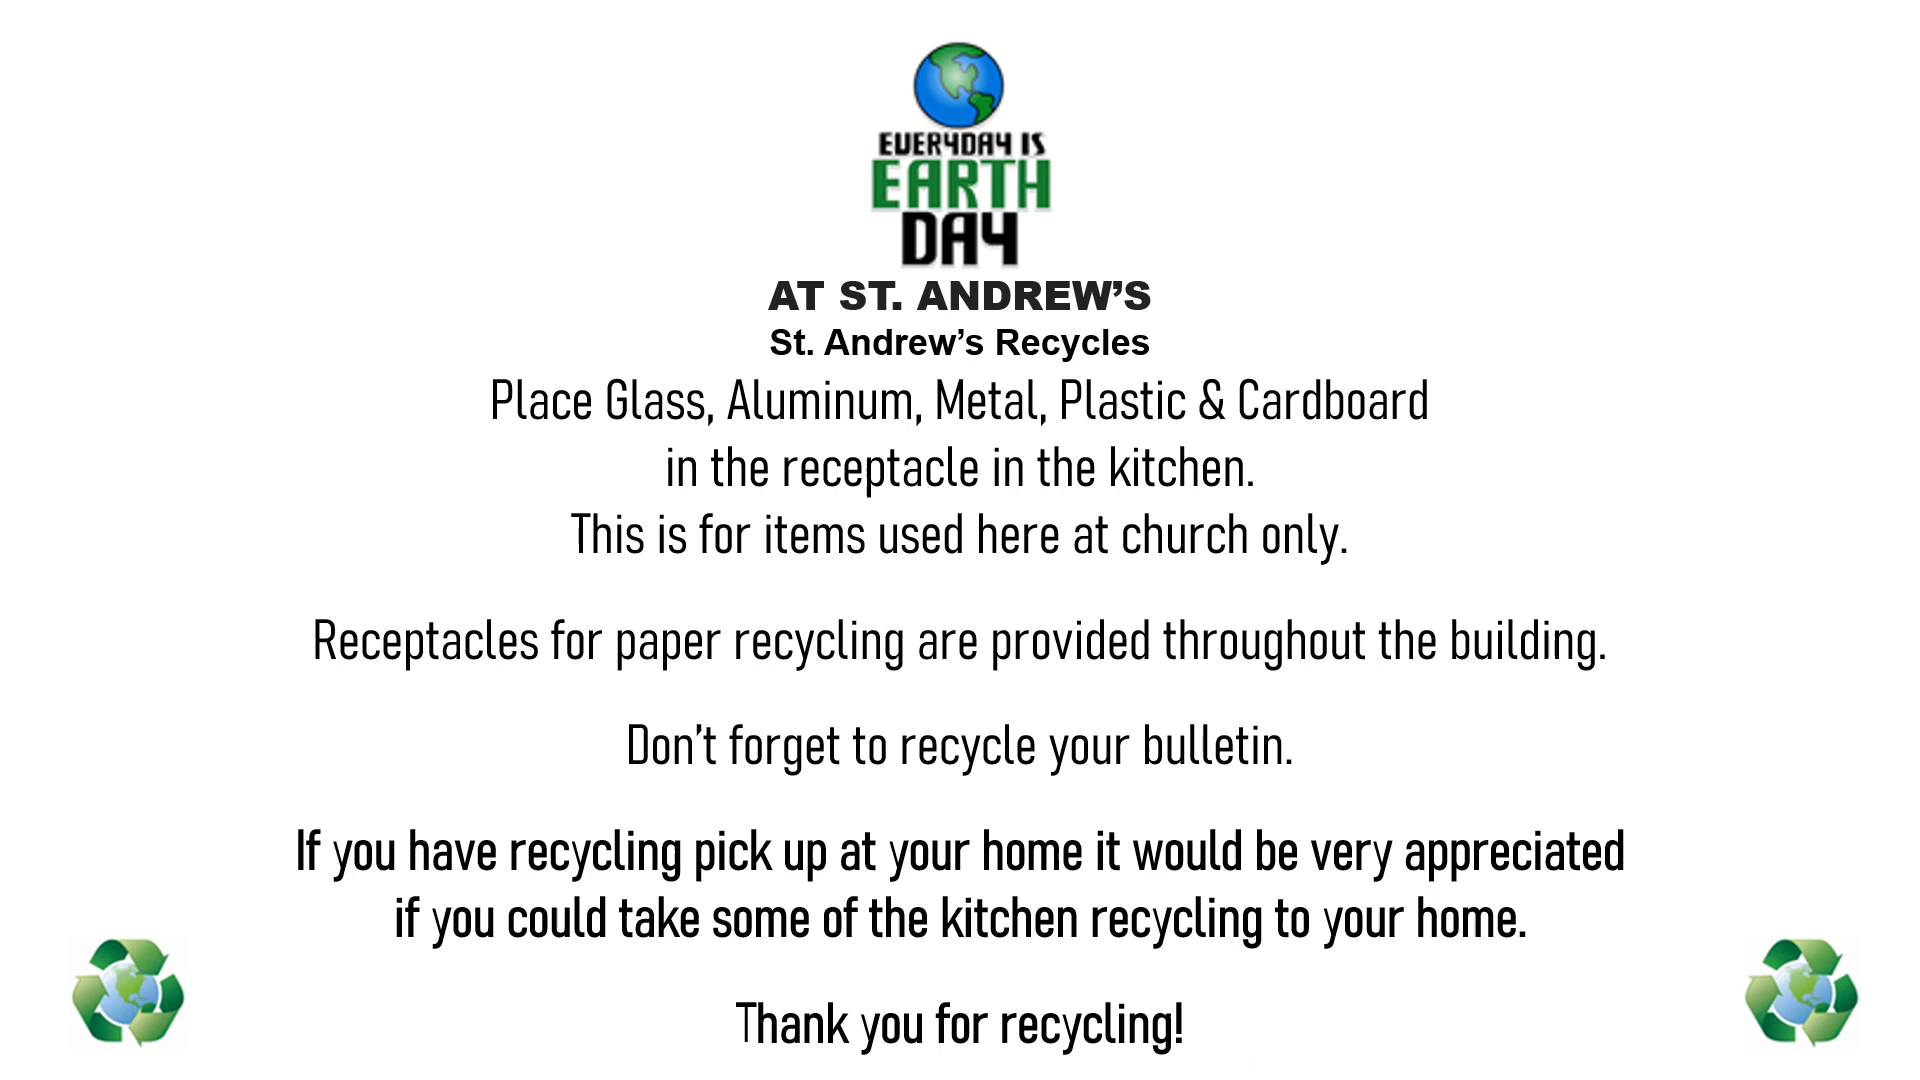 EVERYDAY IS
EARTH
DAY
AT ST. ANDREW’S
St. Andrew’s Recycles
Place Glass, Aluminum, Metal, Plastic & Cardboard
in the receptacle in the kitchen.
This is for items used here at church only.
Receptacles for paper recycling are provided throughout the building.
Don’t forget to recycle your bulletin.
If you have recycling pick up at your home it would be very appreciated
if you could take some of the kitchen recycling to your home.
Thank you for recycling!